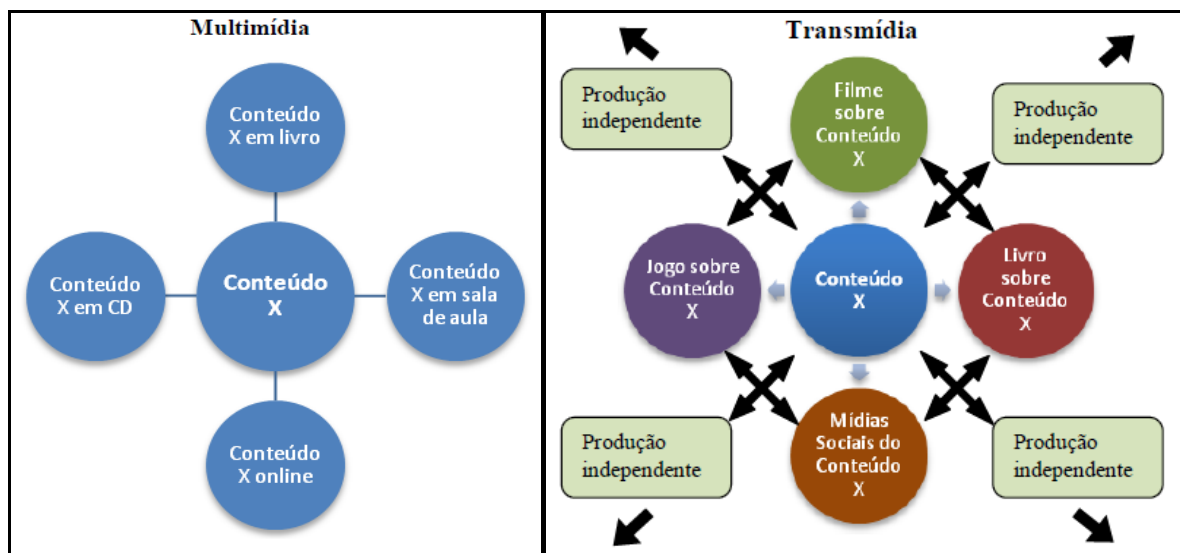 Multimídia
Conteúdo
X em livro
Conteúdo
X em CD
Conteúdo
X
Conteúdo
X em sala
de aula
Conteúdo
X online
Transmídia
Produção
independente
Filme
sobre
Conteúdo
X
Produção
independente
Jogo sobre
Conteúdo
X
Conteúdo
X
Livro
sobre
Conteúdo
X
Produção
independente
Mídias
Sociais do
Conteúdo
X
Produção
independente